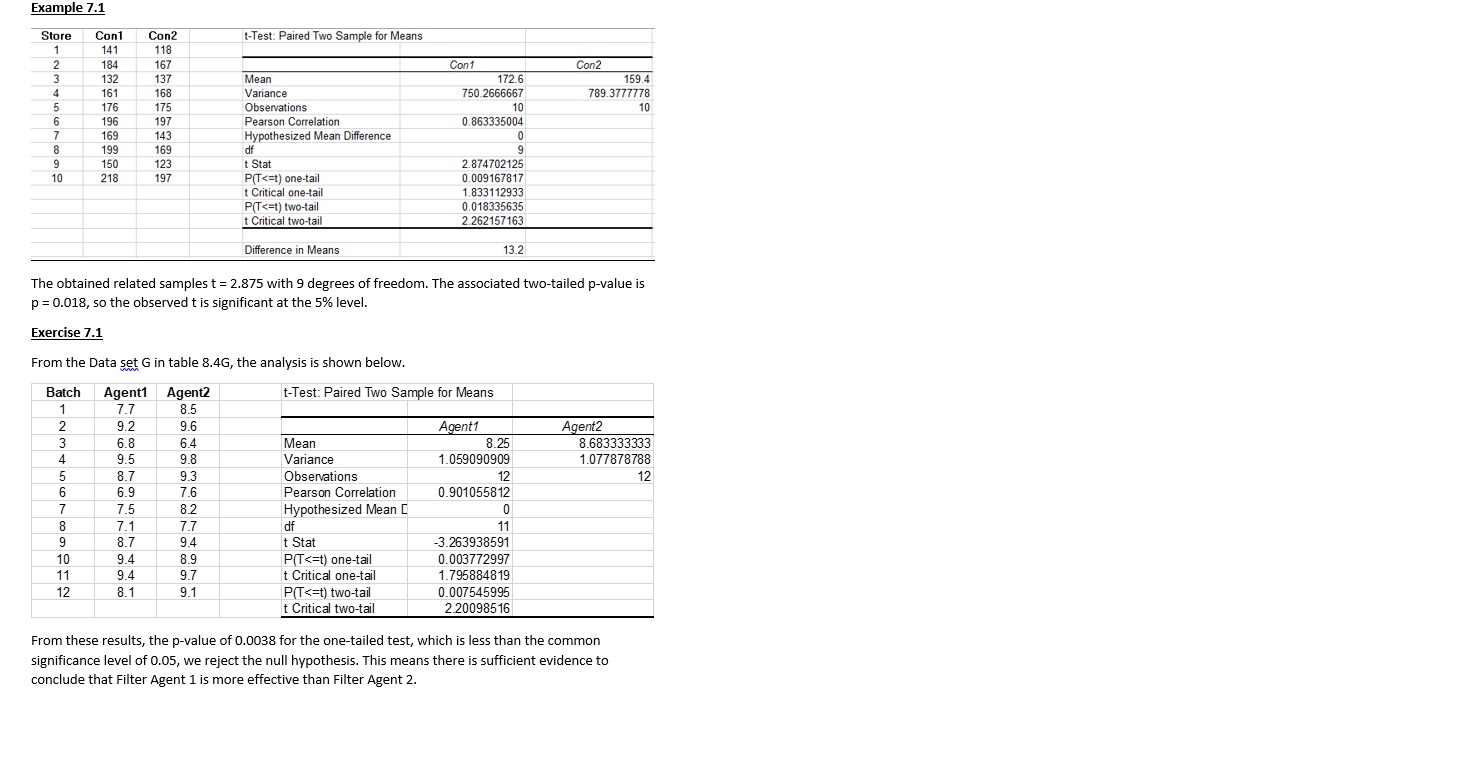 Example 7.1
Store Con1 Con2 t-Test: Paired Two Sample for Means
1 141 118
2 184 167 Con1 Con2
3 132 137 Mean 172.6 159.4
4 161 168 Variance 750.2666667 789.3777778
5 176 175 Observations 10 10
6 196 197 Pearson Correlation 0.863335004
7 169 143 Hypothesized Mean Difference 0
8 199 169 df 9
9 150 123 t Stat 2.874702125
10 218 197 P(T<=t) one-tail 0.009167817
t Critical one-tail 1.833112933
P(T<=t) two-tail 0.018335635
t Critical two-tail 2.262157163
Difference in Means 13.2
The obtained related samples t = 2.875 with 9 degrees of freedom. The associated two-tailed p-value is
p = 0.018, so the observed t is significant at the 5% level.
Exercise 7.1
From the Data set G in table 8.4G, the analysis is shown below.
Batch Agent1 Agent2 t-Test: Paired Two Sample for Means
1 7.7 8.5
2 9.2 9.6 Agent1 Agent2
3 6.8 6.4 Mean 8.25 8.683333333
4 9.5 9.8 Variance 1.059090909 1.077878788
5 8.7 9.3 Observations 12 12
6 6.9 7.6 Pearson Correlation 0.901055812
7 7.5 8.2 Hypothesized Mean D 0
8 7.1 7.7 df 11
9 8.7 9.4 t Stat -3.263938591
10 9.4 8.9 P(T<=t) one-tail 0.003772997
11 9.4 9.7 t Critical one-tail 1.795884819
12 8.1 9.1 P(T<=t) two-tail 0.007545995
t Critical two-tail 2.20098516
From these results, the p-value of 0.0038 for the one-tailed test, which is less than the common
significance level of 0.05, we reject the null hypothesis. This means there is sufficient evidence to
conclude that Filter Agent 1 is more effective than Filter Agent 2.